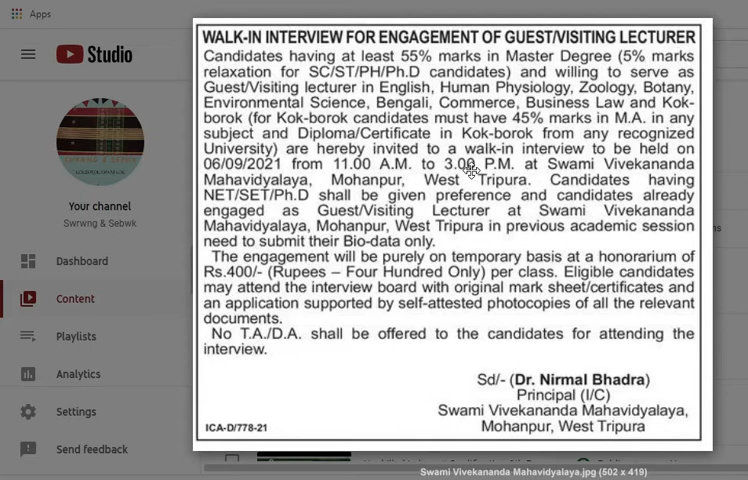 Apps
Studio
Your channel
Swrwng & Sebwk
Dashboard
Content
Playlists
Analytics
Settings
Send feedback
WALK-IN INTERVIEW FOR ENGAGEMENT OF GUEST/VISITING LECTURER
Candidates having at least 55% marks in Master Degree (5% marks
relaxation for SC/ST/PH/Ph.D candidates) and willing to serve as
Guest/Visiting lecturer in English, Human Physiology, Zoology, Botany,
Environmental Science, Bengali, Commerce, Business Law and Kok-
borok (for Kok-borok candidates must have 45% marks in M.A. in any
subject and Diploma/Certificate in Kok-borok from any recognized
University) are hereby invited to a walk-in interview to be held on
06/09/2021 from 11.00 A.M. to 3.00 P.M. at Swami Vivekananda
Mahavidyalaya, Mohanpur, West Tripura. Candidates having
NET/SET/Ph.D shall be given preference and candidates already
engaged as Guest/Visiting Lecturer at Swami Vivekananda
Mahavidyalaya, Mohanpur, West Tripura in previous academic session
need to submit their Bio-data only.
The engagement will be purely on temporary basis at a honorarium of
Rs.400/- (Rupees – Four Hundred Only) per class. Eligible candidates
may attend the interview board with original mark sheet/certificates and
an application supported by self-attested photocopies of all the relevant
documents.
No T.A./D.A. shall be offered to the candidates for attending the
interview.
Sd/- (Dr. Nirmal Bhadra)
Principal (I/C)
Swami Vivekananda Mahavidyalaya,
Mohanpur, West Tripura
ICA-D/778-21
Swami Vivekananda Mahavidyalaya.jpg (502 x 419)